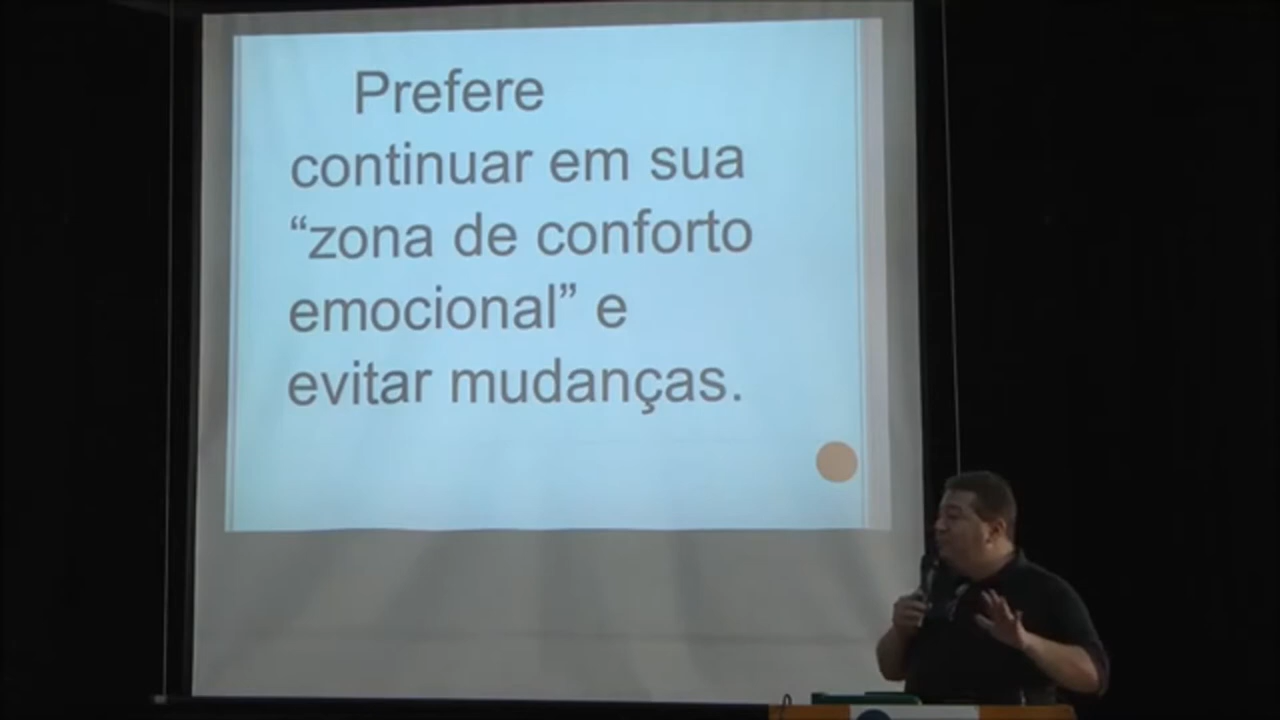 Prefere
continuar em sua
“zona de conforto
emocional” e
evitar mudanças.